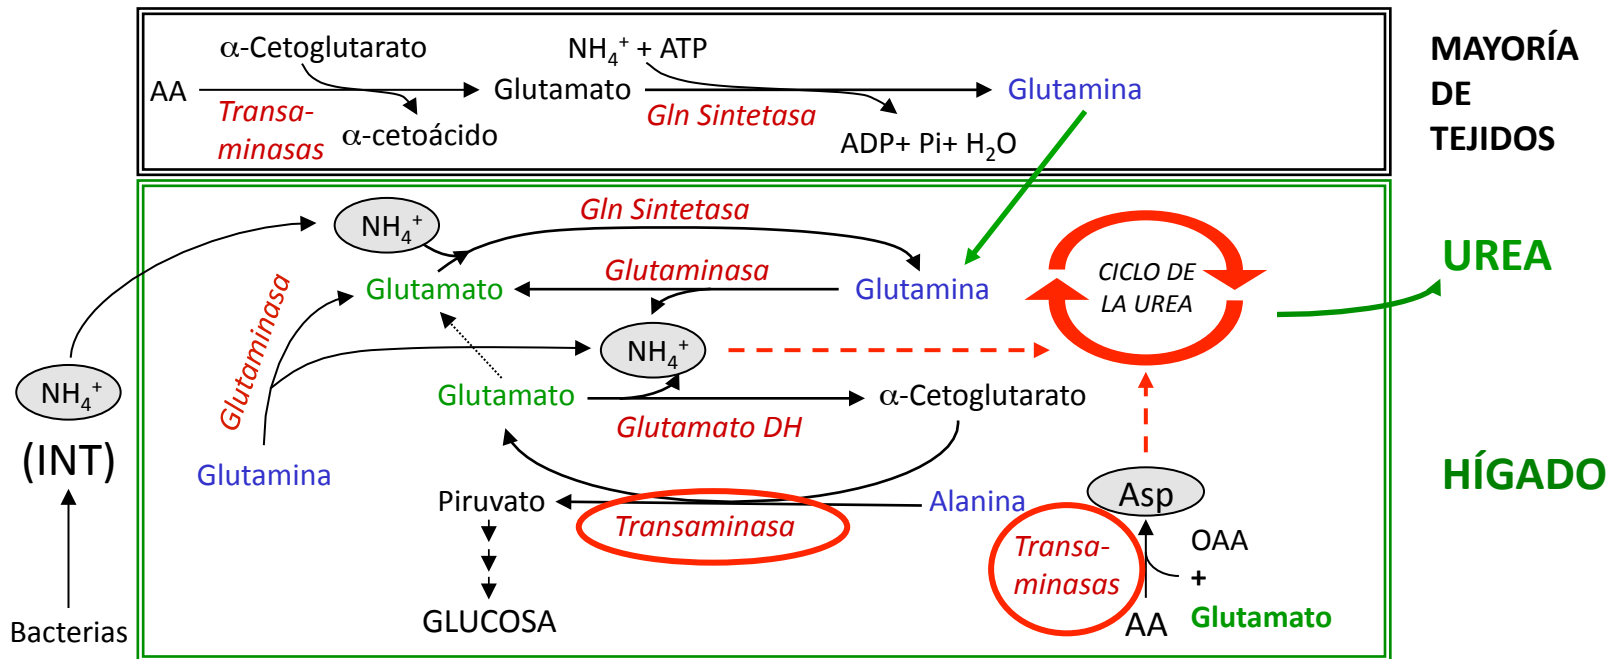 α-Cetoglutarato
NH₄⁺ + ATP
AA
Glutamato
Glutamina
Transa-
minasas
α-cetoácido
Gln Sintetasa
ADP+ Pi+ H₂O
MAYORÍA
DE
TEJIDOS
NH₄⁺
Gln Sintetasa
Glutamato
Glutaminasa
Glutamina
CICLO DE
LA UREA
UREA
Glutaminasa
NH₄⁺
NH₄⁺
(INT)
Bacterias
Glutamato
Glutamato DH
α-Cetoglutarato
Glutamina
Piruvato
Transaminasa
Alanina
GLUCOSA
Asp
HÍGADO
Transa-
minasas
OAA
+
Glutamato
AA